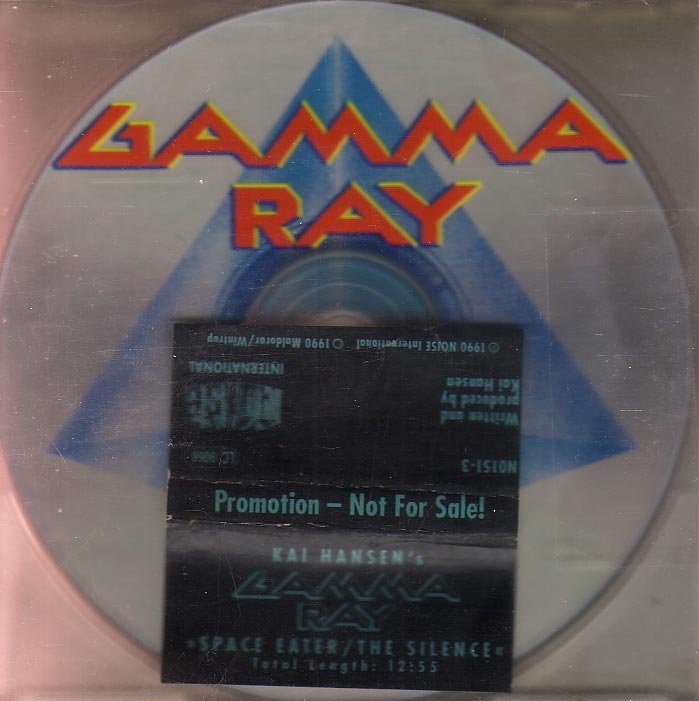 GAMMA
RAY
N0151-3
Written and
produced by
Kai Hansen
INTERNATIONAL
℗ 1990 NOISE International © 1990 Maldoror/Wintrup
Promotion – Not For Sale!
KAI HANSEN's
GAMMA
RAY
»SPACE EATER/THE SILENCE«
Total Length: 12:55